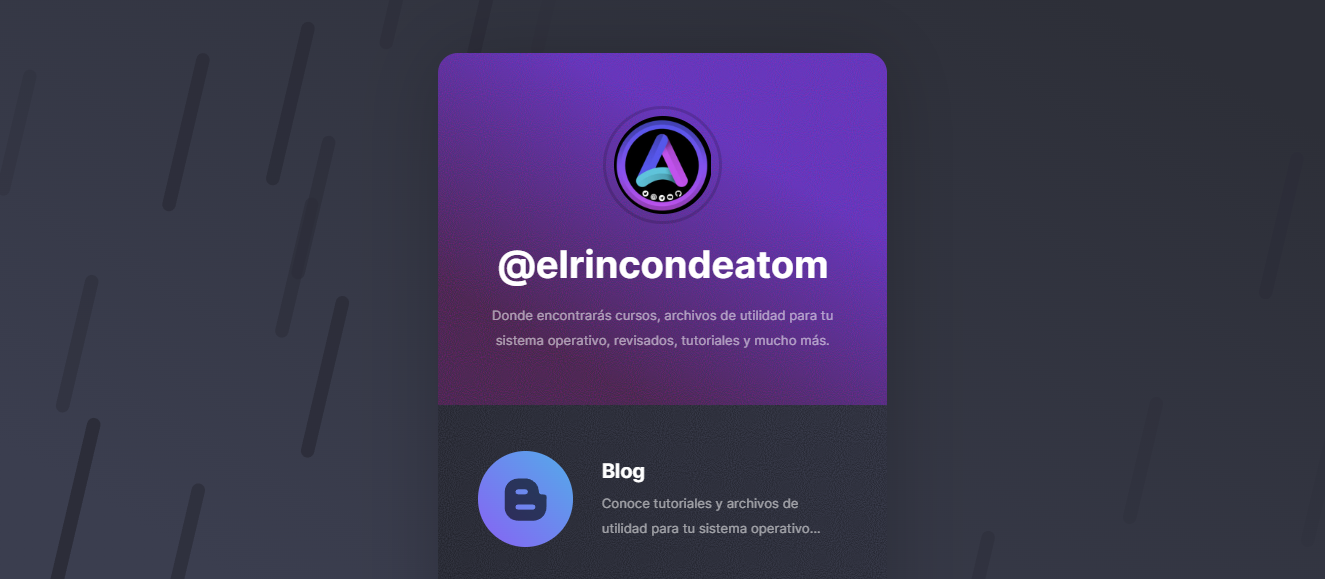 @elrincondeatom
Donde encontrarás cursos, archivos de utilidad para tu
sistema operativo, revisados, tutoriales y mucho más.
Blog
Conoce tutoriales y archivos de
utilidad para tu sistema operativo...